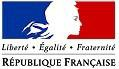 Liberté • Égalité • Fraternité
RÉPUBLIQUE FRANÇAISE